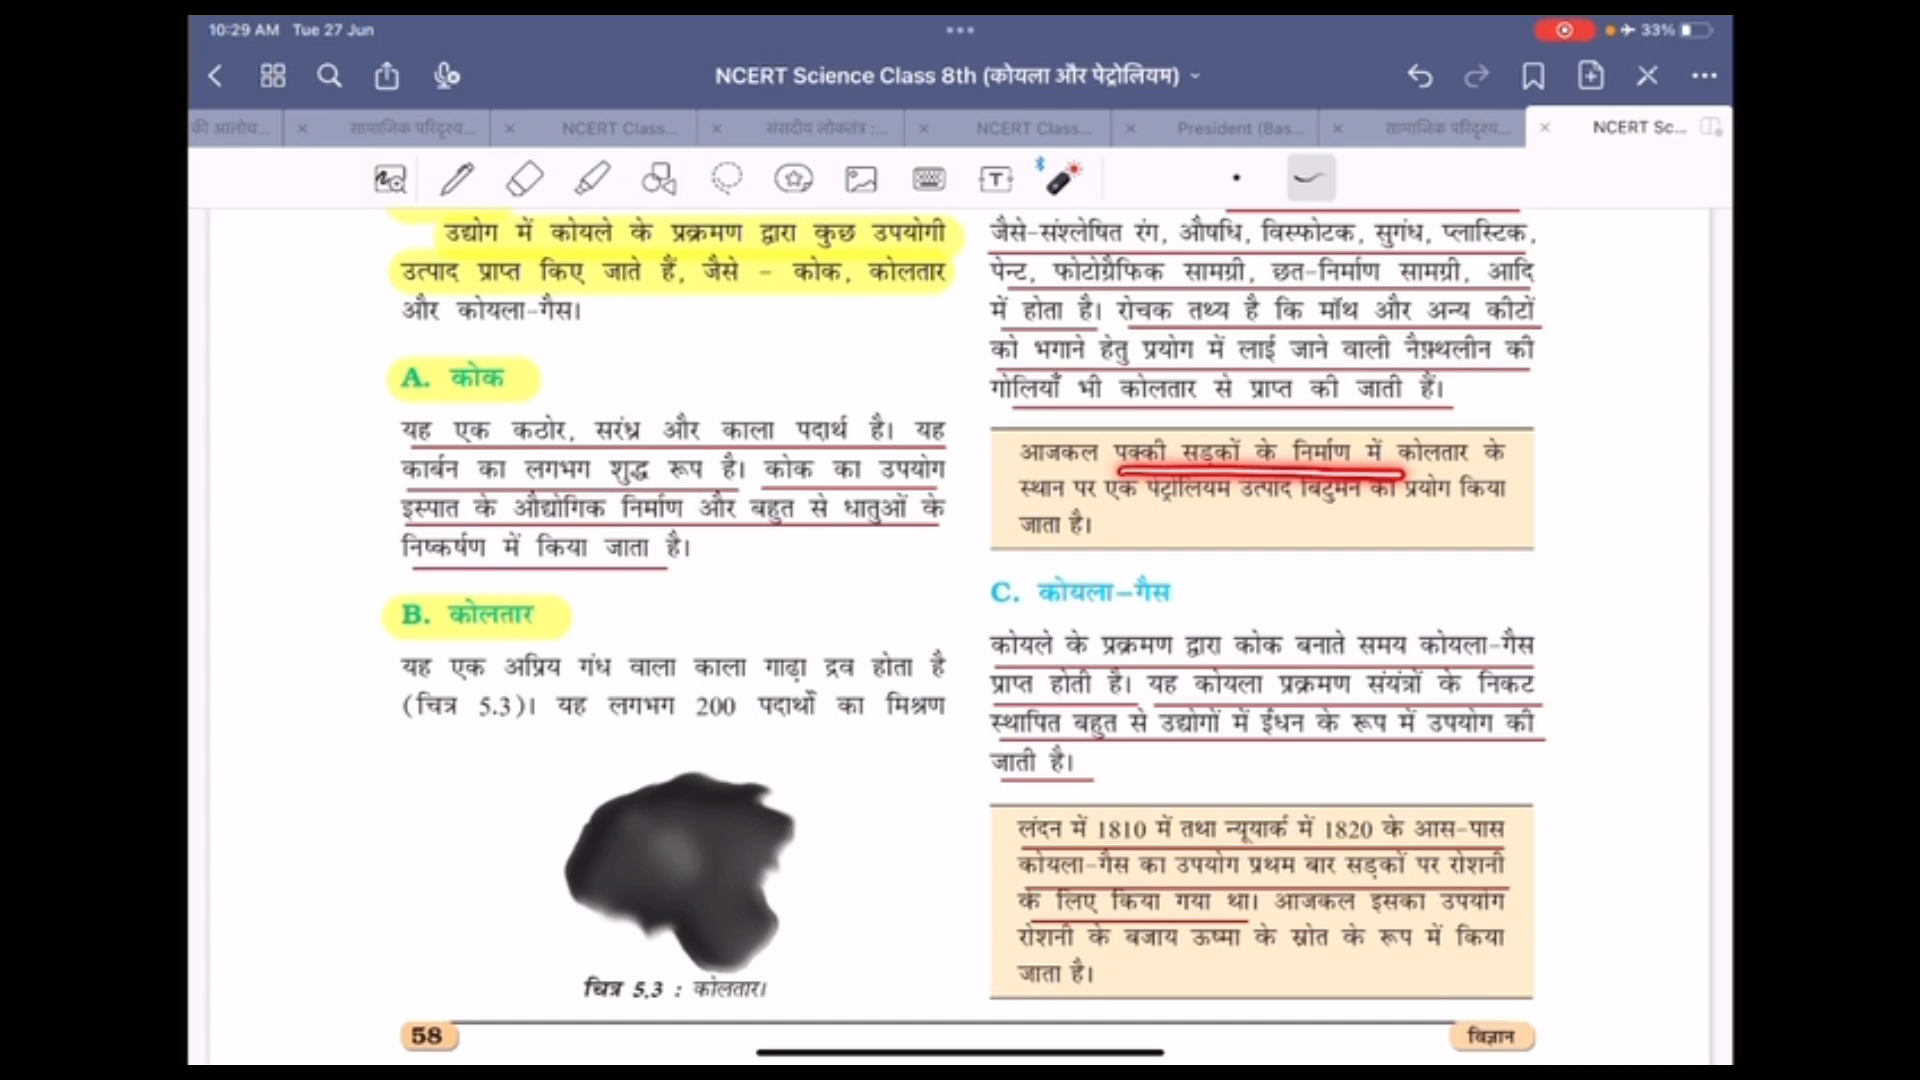 10:29 AM Tue 27 Jun
33%
NCERT Science Class 8th (कोयला और पेट्रोलियम)
की आलोच...
सामाजिक परिदृश्य...
NCERT Class...
संसदीय लोकतंत्र :...
NCERT Class...
President (Bas...
सामाजिक परिदृश्य...
NCERT Sc...
उद्योग में कोयले के प्रक्रमण द्वारा कुछ उपयोगी
उत्पाद प्राप्त किए जाते हैं, जैसे - कोक, कोलतार
और कोयला-गैस।
A. कोक
यह एक कठोर, सरंध्र और काला पदार्थ है। यह
कार्बन का लगभग शुद्ध रूप है। कोक का उपयोग
इस्पात के औद्योगिक निर्माण और बहुत से धातुओं के
निष्कर्षण में किया जाता है।
B. कोलतार
यह एक अप्रिय गंध वाला काला गाढ़ा द्रव होता है
(चित्र 5.3)। यह लगभग 200 पदार्थों का मिश्रण
चित्र 5.3 : कोलतार।
58
जैसे-संश्लेषित रंग, औषधि, विस्फोटक, सुगंध, प्लास्टिक,
पेन्ट, फोटोग्रैफिक सामग्री, छत-निर्माण सामग्री, आदि
में होता है। रोचक तथ्य है कि मॉथ और अन्य कीटों
को भगाने हेतु प्रयोग में लाई जाने वाली नैफ़्थलीन की
गोलियाँ भी कोलतार से प्राप्त की जाती हैं।
आजकल पक्की सड़कों के निर्माण में कोलतार के
स्थान पर एक पेट्रोलियम उत्पाद बिटुमेन का प्रयोग किया
जाता है।
C. कोयला-गैस
कोयले के प्रक्रमण द्वारा कोक बनाते समय कोयला-गैस
प्राप्त होती है। यह कोयला प्रक्रमण संयंत्रों के निकट
स्थापित बहुत से उद्योगों में ईंधन के रूप में उपयोग की
जाती है।
लंदन में 1810 में तथा न्यूयार्क में 1820 के आस-पास
कोयला-गैस का उपयोग प्रथम बार सड़कों पर रोशनी
के लिए किया गया था। आजकल इसका उपयोग
रोशनी के बजाय ऊष्मा के स्रोत के रूप में किया
जाता है।
विज्ञान